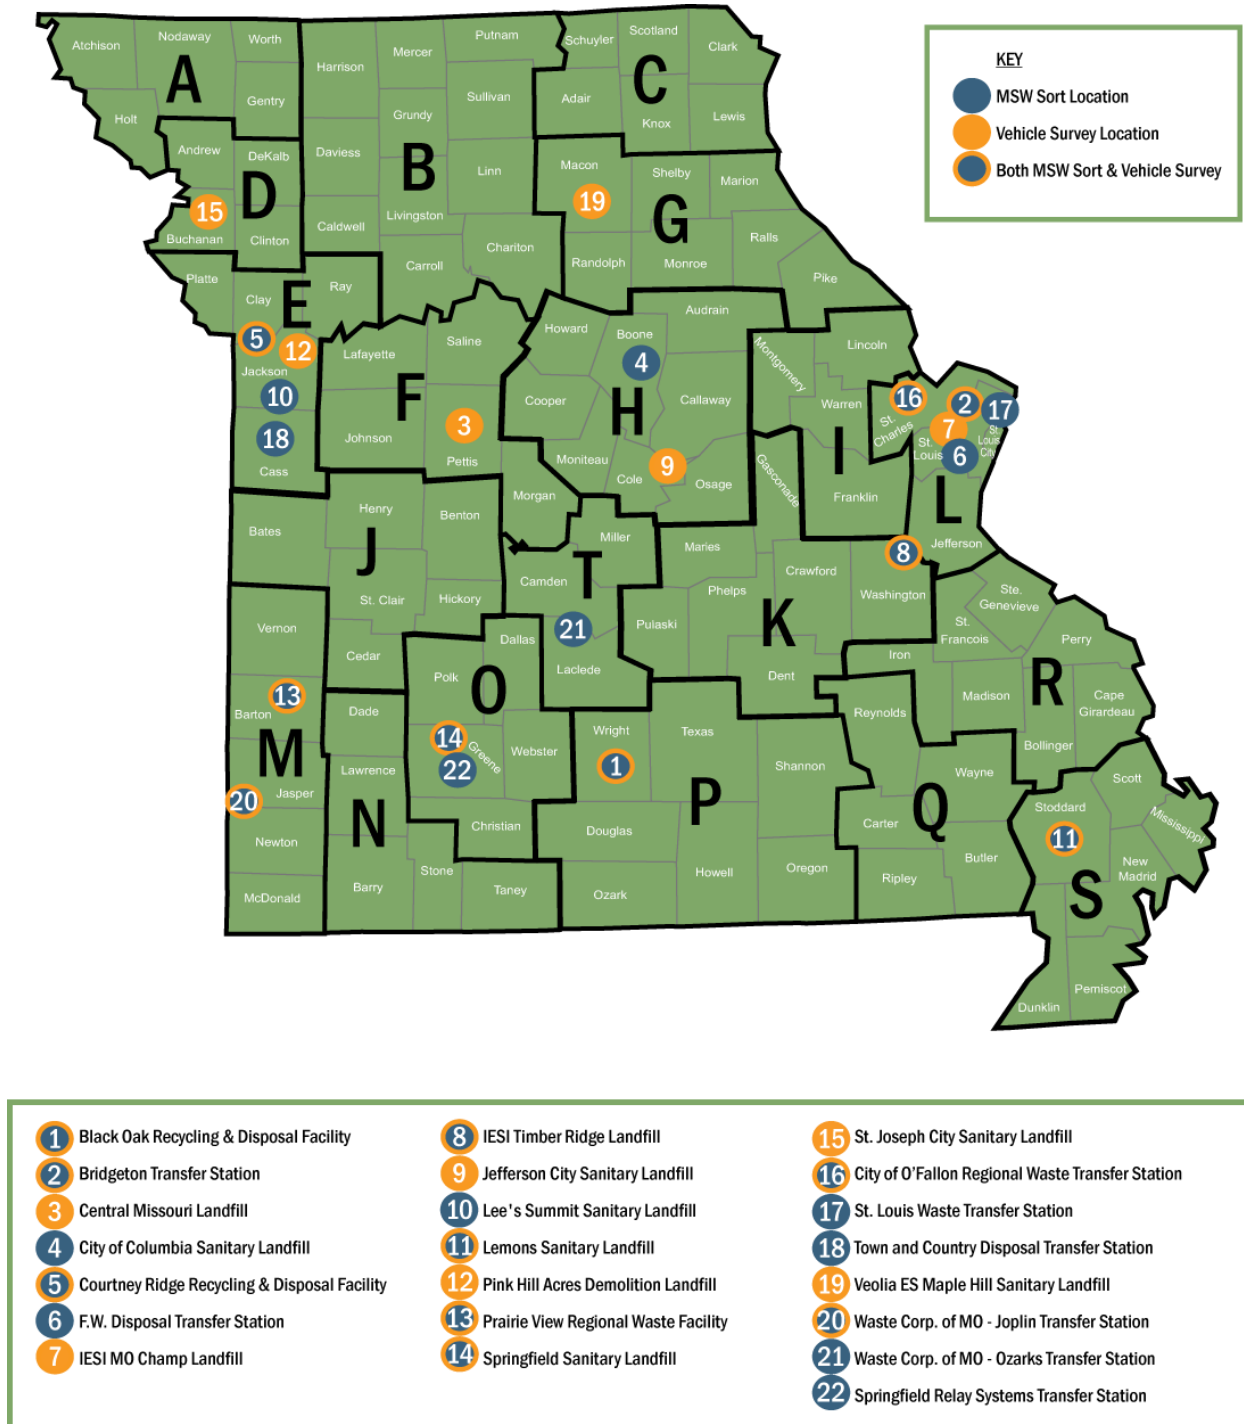 Atchison
Nodaway
Worth
Gentry
Holt
A
Harrison
Mercer
Putnam
Sullivan
Grundy
Daviess
Linn
B
Livingston
Caldwell
Chariton
Carroll
Schuyler
Scotland
Clark
Adair
C
Knox
Lewis
Andrew
DeKalb
D
15
Buchanan
Clinton
Macon
Shelby
Marion
19
G
Ralls
Randolph
Monroe
Pike
Platte
Clay
E
Ray
5
12
Jackson
10
18
Cass
Lafayette
Saline
F
3
Johnson
Pettis
Howard
Boone
Audrain
4
Cooper
H
Callaway
Moniteau
Cole
9
Osage
Morgan
Montgomery
Lincoln
Warren
I
Gasconade
Franklin
16
St.
Charles
2
17
7
St.
Louis
6
St.
Louis
City
L
Jefferson
8
Bates
Henry
Benton
J
St. Clair
Hickory
Cedar
Miller
Camden
T
21
Laclede
Maries
Crawford
Phelps
Washington
Pulaski
K
Dent
Ste.
Genevieve
St.
Francois
Perry
Iron
R
Madison
Cape
Girardeau
Bollinger
Vernon
13
Barton
M
20
Jasper
Newton
McDonald
Dade
Lawrence
N
Barry
Stone
Taney
Dallas
Polk
O
14
Greene
22
Webster
Christian
Wright
1
Texas
Shannon
P
Douglas
Howell
Oregon
Ozark
Reynolds
Wayne
Q
Carter
Butler
Ripley
Scott
Stoddard
Mississippi
11
New
Madrid
S
Pemiscot
Dunklin
KEY
MSW Sort Location
Vehicle Survey Location
Both MSW Sort & Vehicle Survey
1 Black Oak Recycling & Disposal Facility
2 Bridgeton Transfer Station
3 Central Missouri Landfill
4 City of Columbia Sanitary Landfill
5 Courtney Ridge Recycling & Disposal Facility
6 F.W. Disposal Transfer Station
7 IESI MO Champ Landfill
8 IESI Timber Ridge Landfill
9 Jefferson City Sanitary Landfill
10 Lee's Summit Sanitary Landfill
11 Lemons Sanitary Landfill
12 Pink Hill Acres Demolition Landfill
13 Prairie View Regional Waste Facility
14 Springfield Sanitary Landfill
15 St. Joseph City Sanitary Landfill
16 City of O'Fallon Regional Waste Transfer Station
17 St. Louis Waste Transfer Station
18 Town and Country Disposal Transfer Station
19 Veolia ES Maple Hill Sanitary Landfill
20 Waste Corp. of MO - Joplin Transfer Station
21 Waste Corp. of MO - Ozarks Transfer Station
22 Springfield Relay Systems Transfer Station